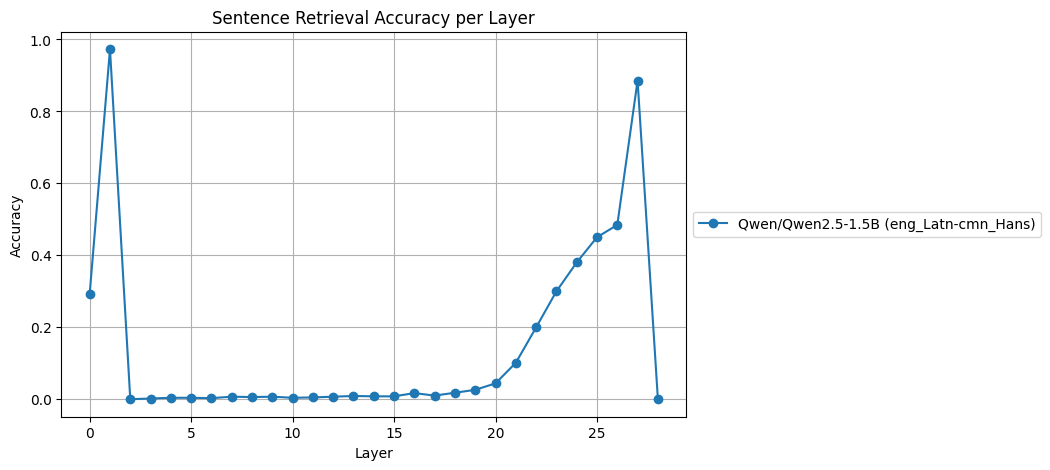 Sentence Retrieval Accuracy per Layer
1.0
0.8
0.6
0.4
0.2
0.0
Accuracy
0 5 10 15 20 25
Layer
Qwen/Qwen2.5-1.5B (eng_Latn-cmn_Hans)